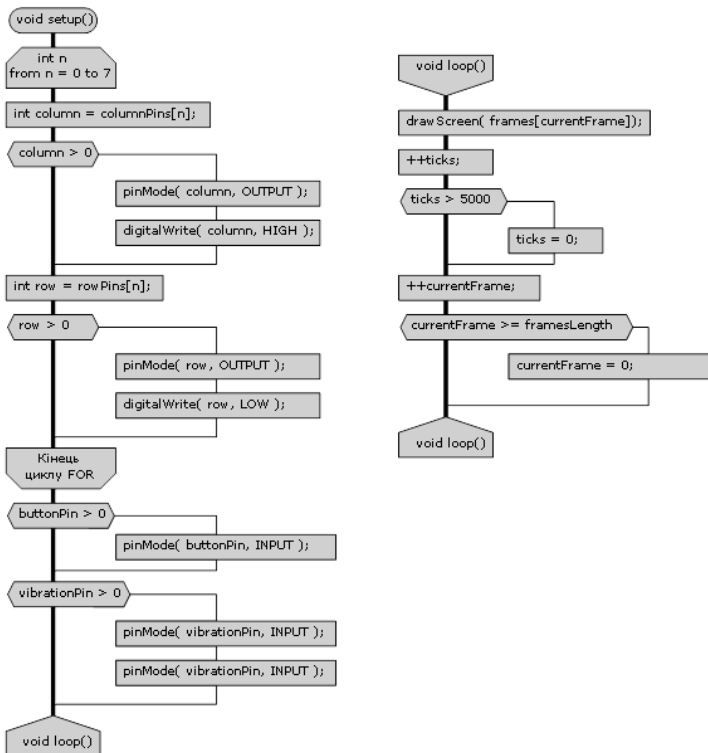 void setup()
int n
from n = 0 to 7
int column = columnPins[n];
column > 0
pinMode( column, OUTPUT );
digitalWrite( column, HIGH );
int row = rowPins[n];
row > 0
pinMode( row, OUTPUT );
digitalWrite( row, LOW );
Кінець
циклу FOR
buttonPin > 0
pinMode( buttonPin, INPUT );
vibrationPin > 0
pinMode( vibrationPin, INPUT );
pinMode( vibrationPin, INPUT );
void loop()
void loop()
drawScreen( frames[currentFrame]);
++ticks;
ticks > 5000
ticks = 0;
++currentFrame;
currentFrame >= framesLength
currentFrame = 0;
void loop()